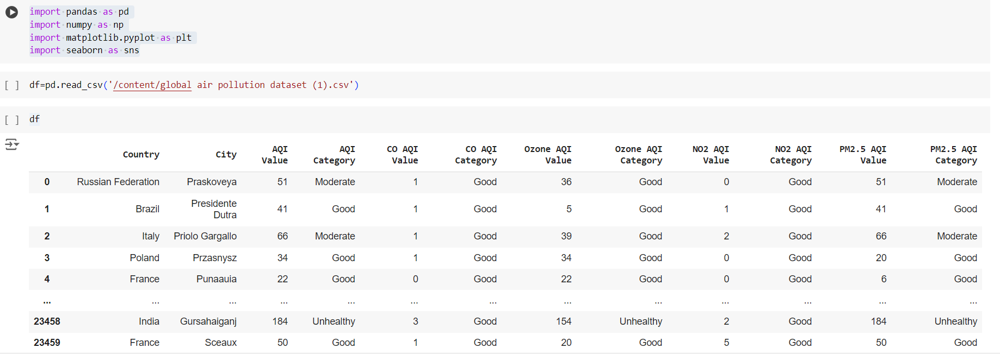 import pandas as pd
import numpy as np
import matplotlib.pyplot as plt
import seaborn as sns
[ ] df=pd.read_csv('/content/global air pollution dataset (1).csv')
[ ] df
Country City AQI Value AQI Category CO AQI Value CO AQI Category Ozone AQI Value Ozone AQI Category NO2 AQI Value NO2 AQI Category PM2.5 AQI Value PM2.5 AQI Category
0 Russian Federation Praskoveya 51 Moderate 1 Good 36 Good 0 Good 51 Moderate
1 Brazil Presidente Dutra 41 Good 1 Good 5 Good 1 Good 41 Good
2 Italy Priolo Gargallo 66 Moderate 1 Good 39 Good 2 Good 66 Moderate
3 Poland Przasnysz 34 Good 1 Good 34 Good 0 Good 20 Good
4 France Punaauia 22 Good 0 Good 22 Good 0 Good 6 Good
... ... ... ... ... ... ... ... ... ... ... ... ...
23458 India Gursahaiganj 184 Unhealthy 3 Good 154 Unhealthy 2 Good 184 Unhealthy
23459 France Sceaux 50 Good 1 Good 20 Good 5 Good 50 Good